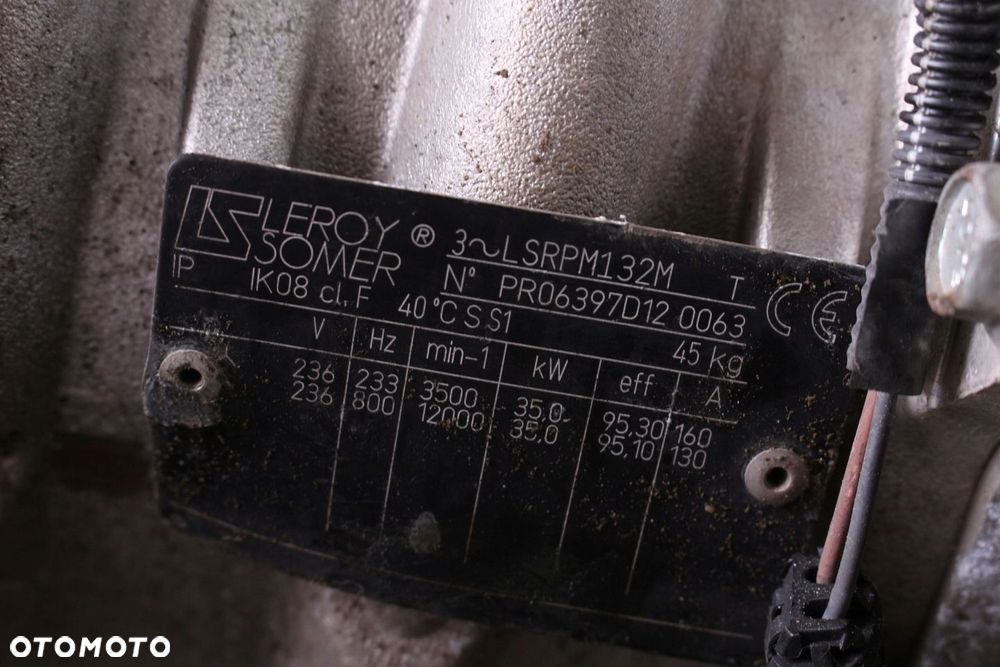 LEROY® 3~LSRPM132M T
SOMER N° PR06397D12 0063
IP IK08 cl. F 40°C S S1 45 kg
CE
V Hz min-1 kW eff A
236 233 3500 35.0 95,30 160
236 800 12000 35.0 95,10 130
OTOMOTO